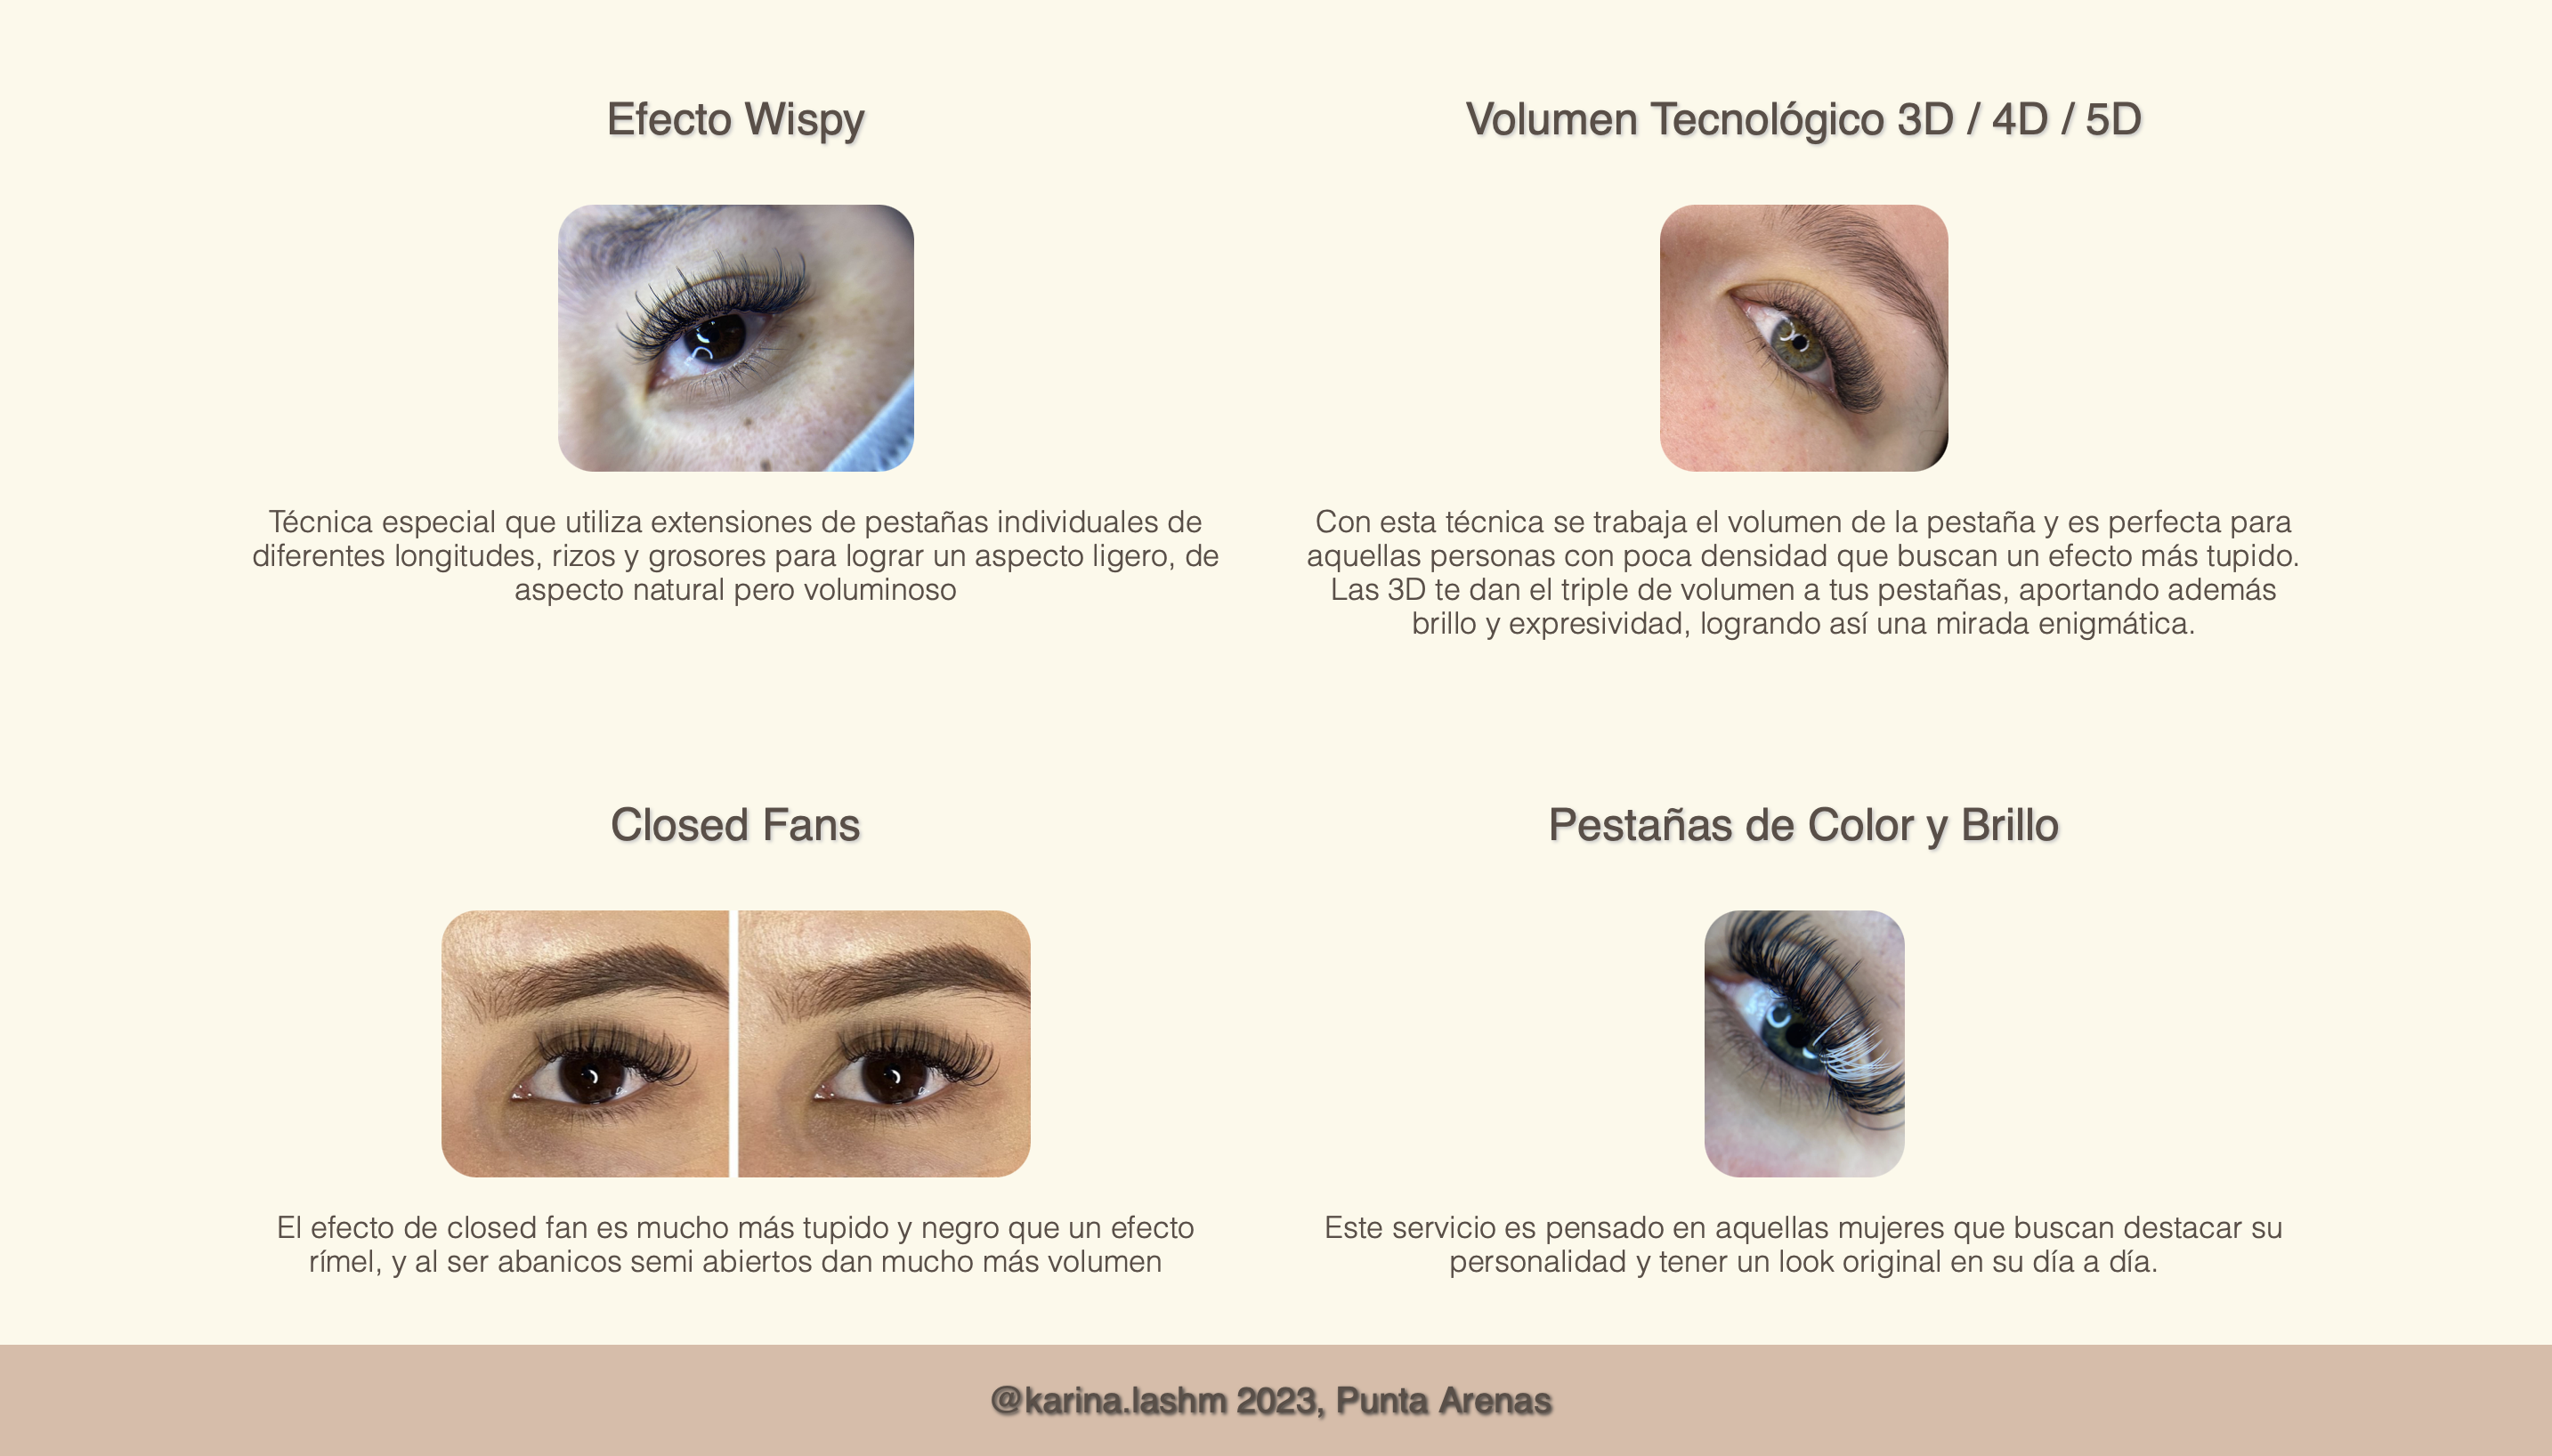 Efecto Wispy
Técnica especial que utiliza extensiones de pestañas individuales de
diferentes longitudes, rizos y grosores para lograr un aspecto ligero, de
aspecto natural pero voluminoso
Volumen Tecnológico 3D / 4D / 5D
Con esta técnica se trabaja el volumen de la pestaña y es perfecta para
aquellas personas con poca densidad que buscan un efecto más tupido.
Las 3D te dan el triple de volumen a tus pestañas, aportando además
brillo y expresividad, logrando así una mirada enigmática.
Closed Fans
El efecto de closed fan es mucho más tupido y negro que un efecto
rímel, y al ser abanicos semi abiertos dan mucho más volumen
Pestañas de Color y Brillo
Este servicio es pensado en aquellas mujeres que buscan destacar su
personalidad y tener un look original en su día a día.
@karina.lashm 2023, Punta Arenas